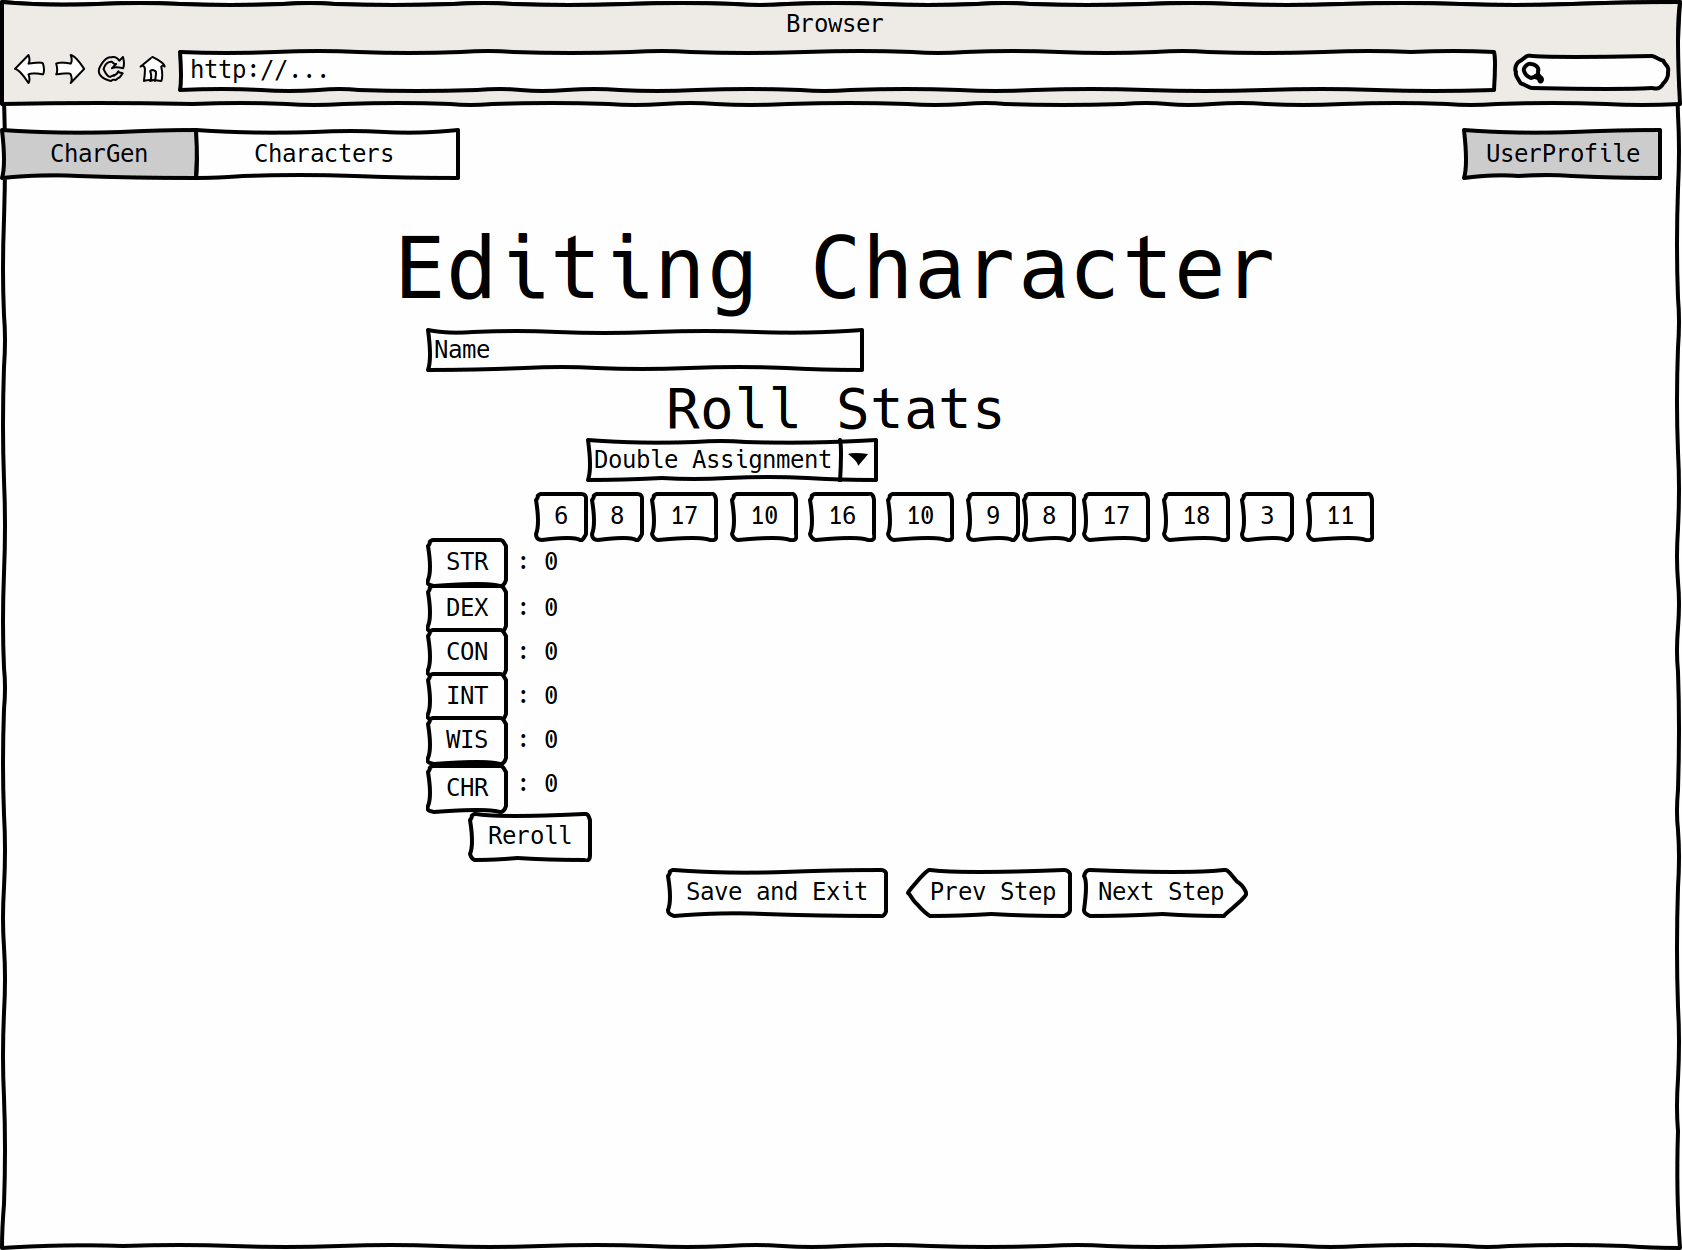 Browser
http://...
CharGen Characters UserProfile
Editing Character
Name
Roll Stats
Double Assignment
6 8 17 10 16 10 9 8 17 18 3 11
STR : 0
DEX : 0
CON : 0
INT : 0
WIS : 0
CHR : 0
Reroll
Save and Exit Prev Step Next Step